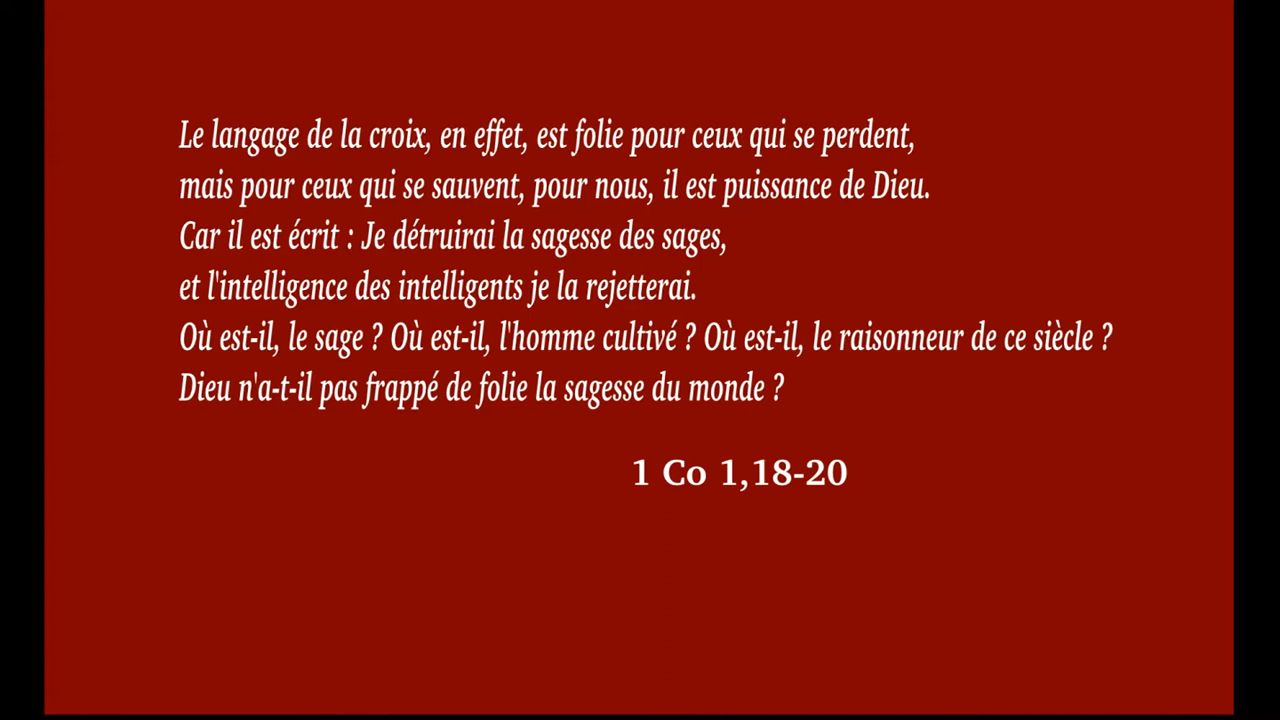 Le langage de la croix, en effet, est folie pour ceux qui se perdent,
mais pour ceux qui se sauvent, pour nous, il est puissance de Dieu.
Car il est écrit : Je détruirai la sagesse des sages,
et l'intelligence des intelligents je la rejetterai.
Où est-il, le sage ? Où est-il, l'homme cultivé ? Où est-il, le raisonneur de ce siècle ?
Dieu n'a-t-il pas frappé de folie la sagesse du monde ?
1 Co 1,18-20